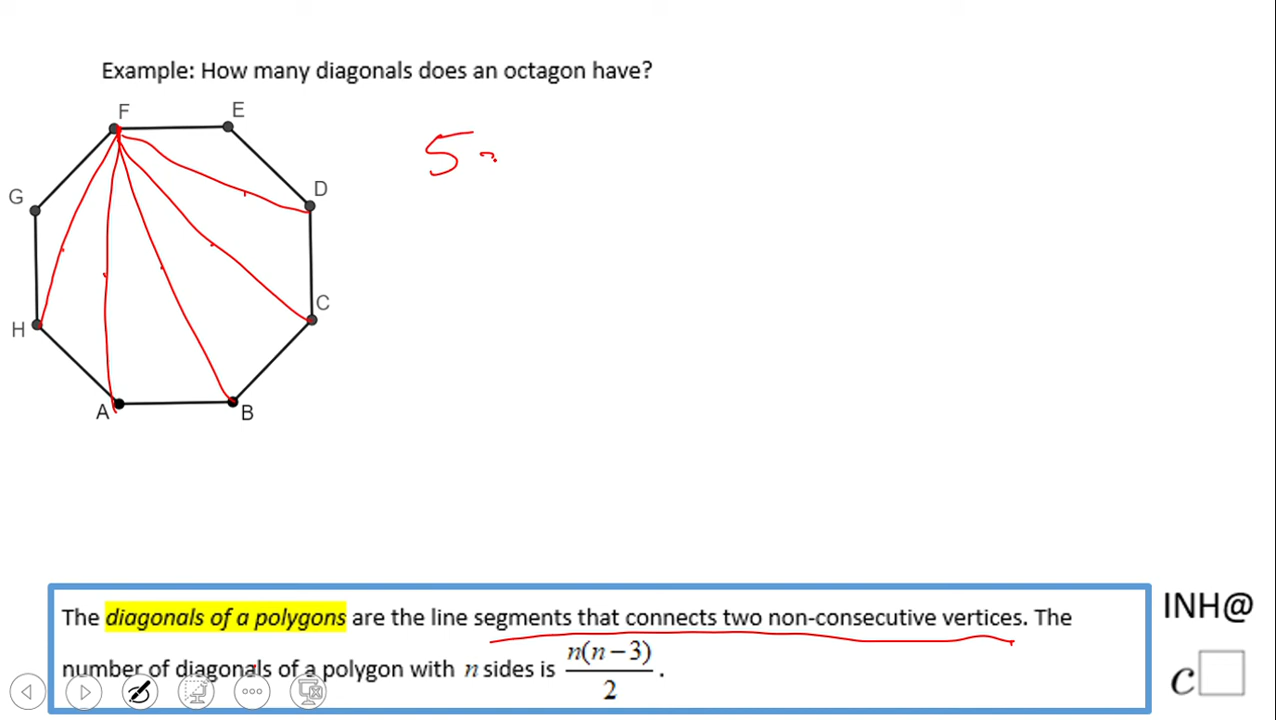 Example: How many diagonals does an octagon have?
F
E
5
G
D
C
H
A
B
The diagonals of a polygons are the line segments that connects two non-consecutive vertices. The
number of diagonals of a polygon with n sides is n(n−3)/2.
INH@
c